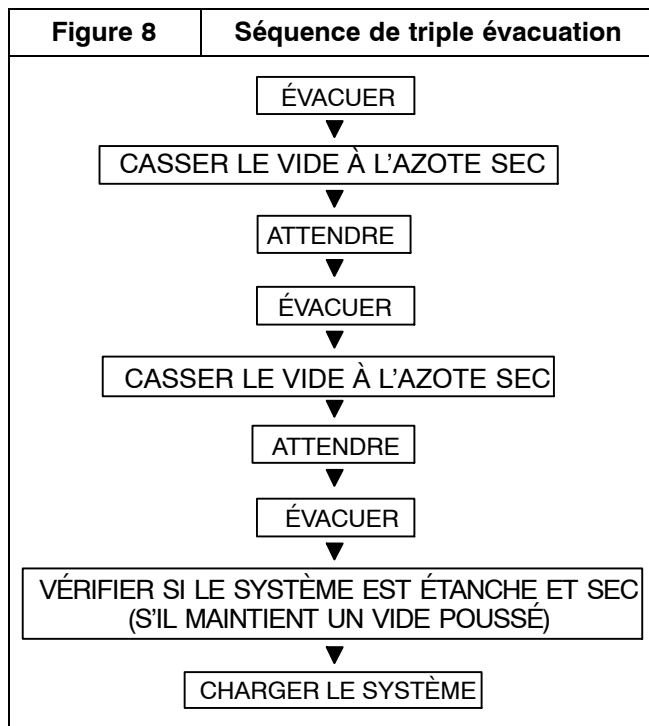 Figure 8
Séquence de triple évacuation
ÉVACUER
CASSER LE VIDE À L'AZOTE SEC
ATTENDRE
ÉVACUER
CASSER LE VIDE À L'AZOTE SEC
ATTENDRE
ÉVACUER
VÉRIFIER SI LE SYSTÈME EST ÉTANCHE ET SEC
(S'IL MAINTIENT UN VIDE POUSSÉ)
CHARGER LE SYSTÈME